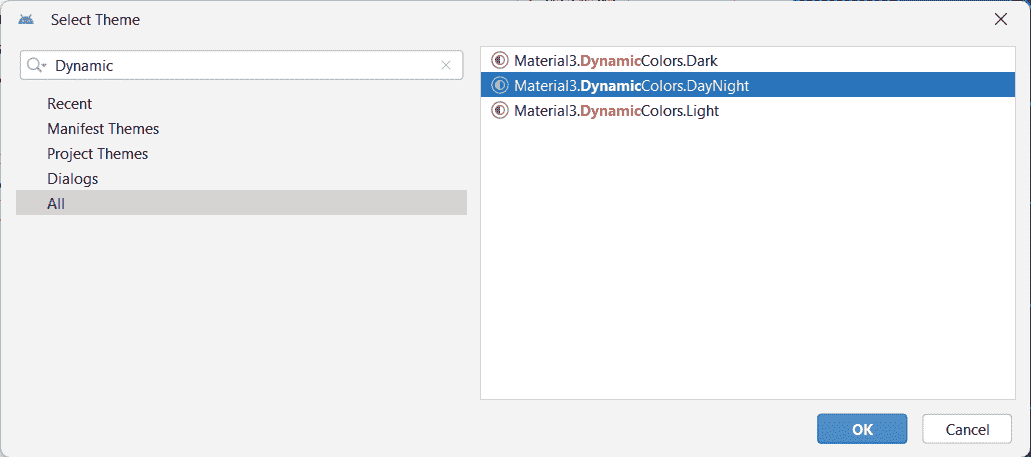 Select Theme
Dynamic
Recent
Manifest Themes
Project Themes
Dialogs
All
Material3.DynamicColors.Dark
Material3.DynamicColors.DayNight
Material3.DynamicColors.Light
OK
Cancel